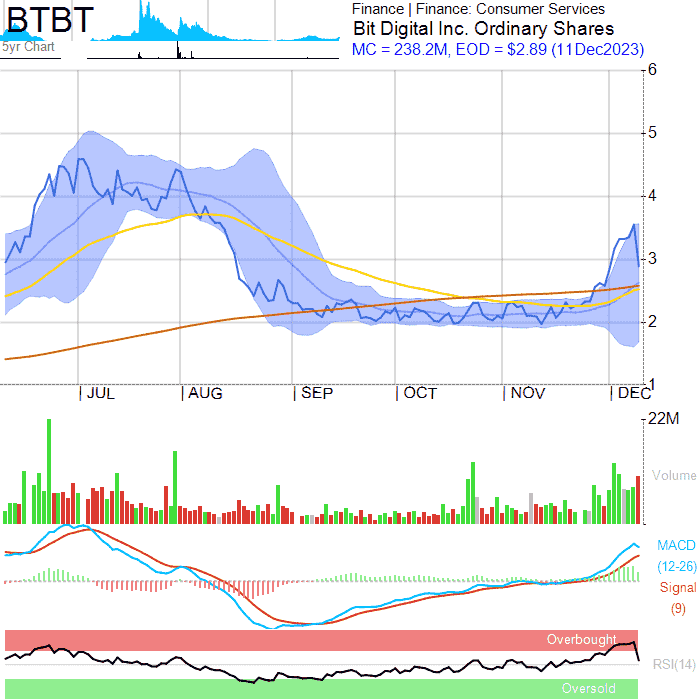 BTBT
5yr Chart
Finance | Finance: Consumer Services
Bit Digital Inc. Ordinary Shares
MC = 238.2M, EOD = $2.89 (11Dec2023)
6
5
4
3
2
1
JUL
AUG
SEP
OCT
NOV
DEC
22M
Volume
MACD
(12-26)
Signal
(9)
Overbought
RSI(14)
Oversold